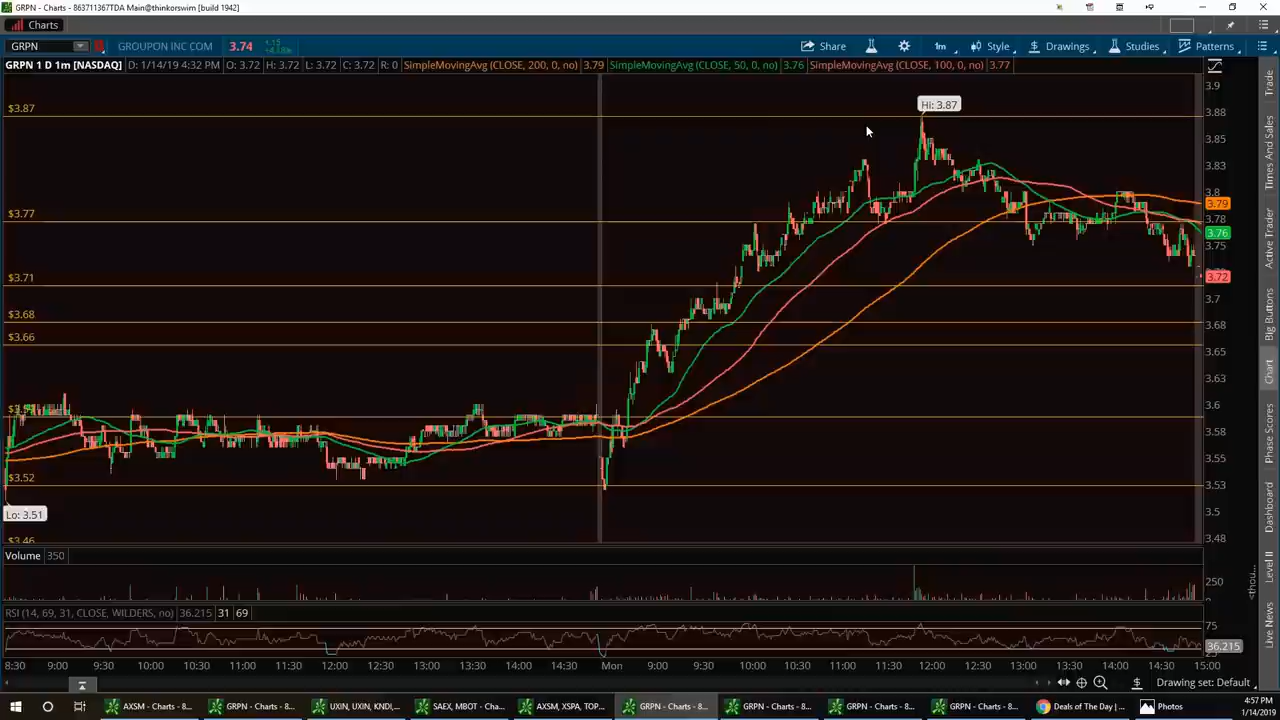 GRPN - Charts - 863711367TDA Main@thinkorswim [build 1942]
Charts
GRPN GROUPON INC COM 3.74 Share 1m Style Drawings Studies Patterns
GRPN 1 D 1m [NASDAQ] D: 1/14/19 4:32 PM O: 3.72 H: 3.72 L: 3.72 C: 3.72 R: 0 SimpleMovingAvg (CLOSE, 200, 0, no) 3.79 SimpleMovingAvg (CLOSE, 50, 0, no) 3.76 SimpleMovingAvg (CLOSE, 100, 0, no) 3.77
3.9
Hi: 3.87
$3.87
3.88
3.85
3.83
3.8
3.79
$3.77
3.78
3.76
3.75
3.72
$3.71
3.7
$3.68
3.68
$3.66
3.65
3.63
3.6
3.58
3.55
$3.52
3.53
Lo: 3.51
3.5
$3.46
3.48
Volume 350
250
RSI (14, 69, 31, CLOSE, WILDERS, no) 36.215 31 69
75
36.215
8:30 9:00 9:30 10:00 10:30 11:00 11:30 12:00 12:30 13:00 13:30 14:00 14:30 Mon 9:00 9:30 10:00 10:30 11:00 11:30 12:00 12:30 13:00 13:30 14:00 14:30 15:00
Drawing set: Default
Trade
Times And Sales
Active Trader
Big Buttons
Chart
Phase Scores
Dashboard
Level II
Live News
AXSM - Charts - 8... GRPN - Charts - 8... UXIN, UXIN, KNDI,... SAEX, MBOT - Cha... AXSM, XSPA, TOP... GRPN - Charts - 8... GRPN - Charts - 8... GRPN - Charts - 8... GRPN - Charts - 8... Deals of The Day | ... Photos
4:57 PM
1/14/2019